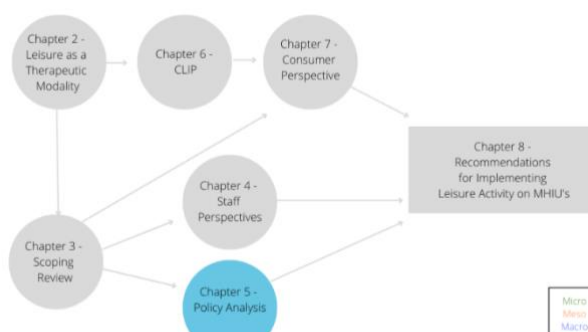 Chapter 2 -
Leisure as a
Therapeutic
Modality
Chapter 6 -
CLIP
Chapter 7 -
Consumer
Perspective
Chapter 8 -
Recommendations
for Implementing
Leisure Activity on MHIU's
Chapter 4 -
Staff
Perspectives
Chapter 3 -
Scoping
Review
Chapter 5 -
Policy Analysis
Micro
Meso
Macro